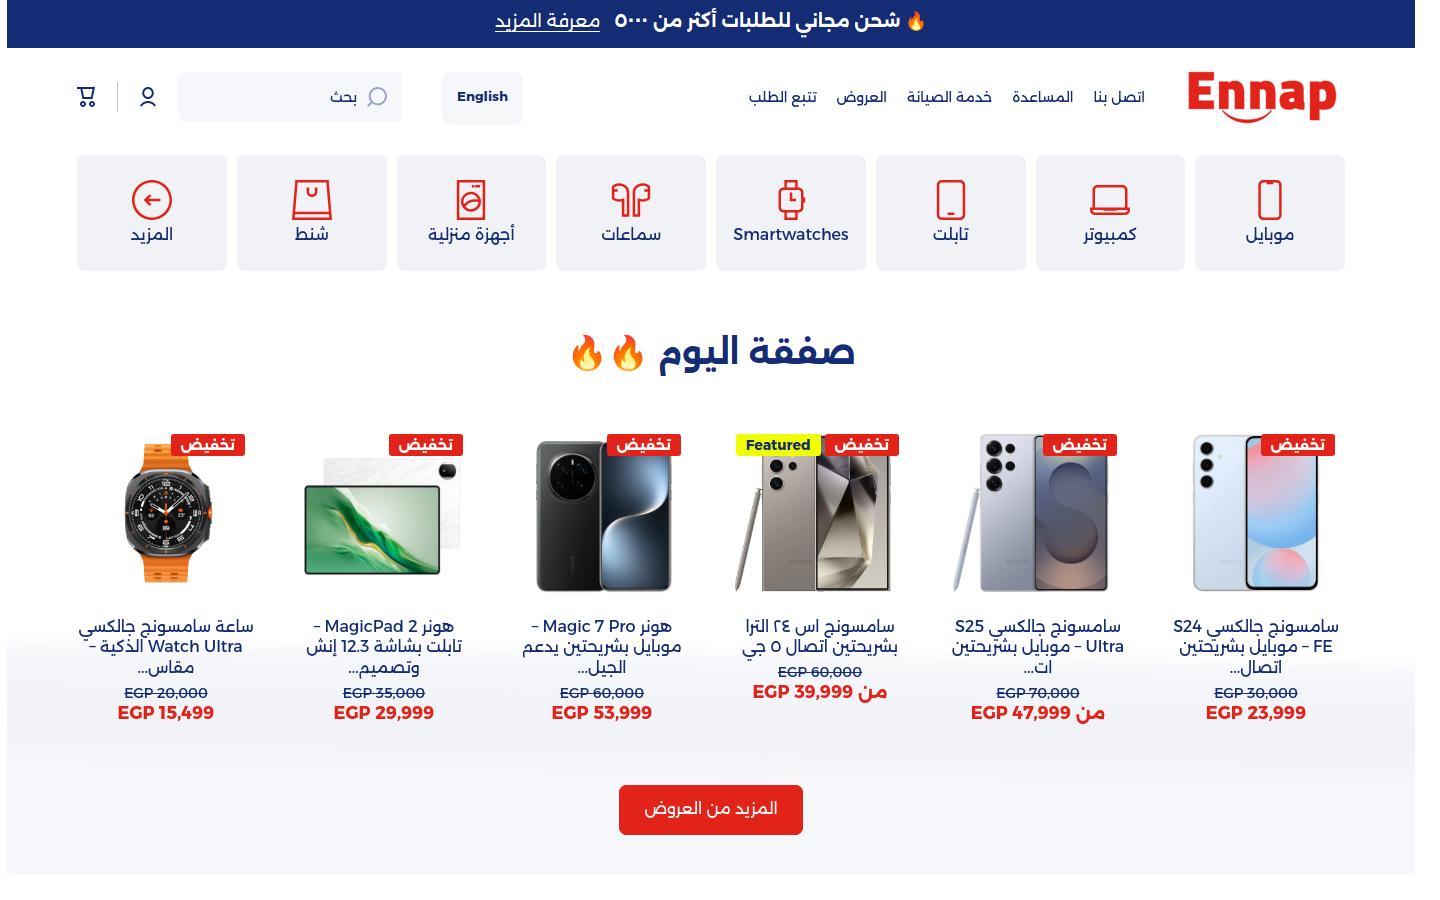 🔥 شحن مجاني للطلبات أكثر من ٥٠٠٠ معرفة المزيد
Ennap
اتصل بنا
المساعدة
خدمة الصيانة
العروض
تتبع الطلب
English
بحث
موبايل
كمبيوتر
تابلت
Smartwatches
سماعات
أجهزة منزلية
شنط
المزيد
صفقة اليوم 🔥🔥
تخفيض
سامسونج جالكسي S24
FE – موبايل بشريحتين
اتصال...
EGP 30,000
EGP 23,999
تخفيض
سامسونج جالكسي S25
Ultra – موبايل بشريحتين
ات...
EGP 70,000
من EGP 47,999
تخفيض
Featured
سامسونج اس ٢٤ الترا
بشريحتين اتصال ٥ جي
EGP 60,000
من EGP 39,999
تخفيض
هونر Magic 7 Pro –
موبايل بشريحتين يدعم
الجيل...
EGP 60,000
EGP 53,999
تخفيض
هونر MagicPad 2 –
تابلت بشاشة 12.3 إنش
وتصميم...
EGP 35,000
EGP 29,999
تخفيض
ساعة سامسونج جالكسي
Watch Ultra الذكية –
مقاس...
EGP 20,000
EGP 15,499
المزيد من العروض